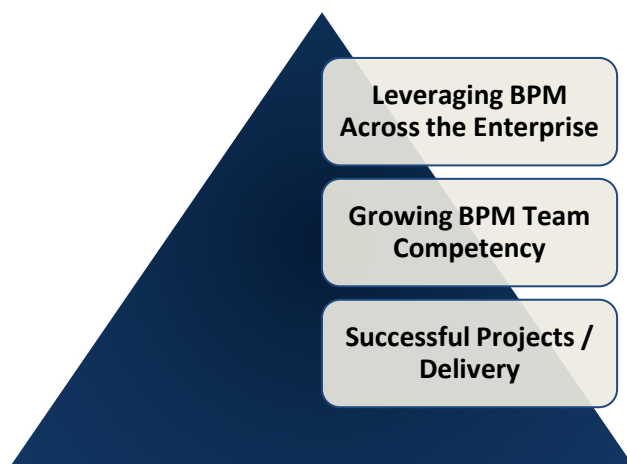 Leveraging BPM
Across the Enterprise
Growing BPM Team
Competency
Successful Projects /
Delivery